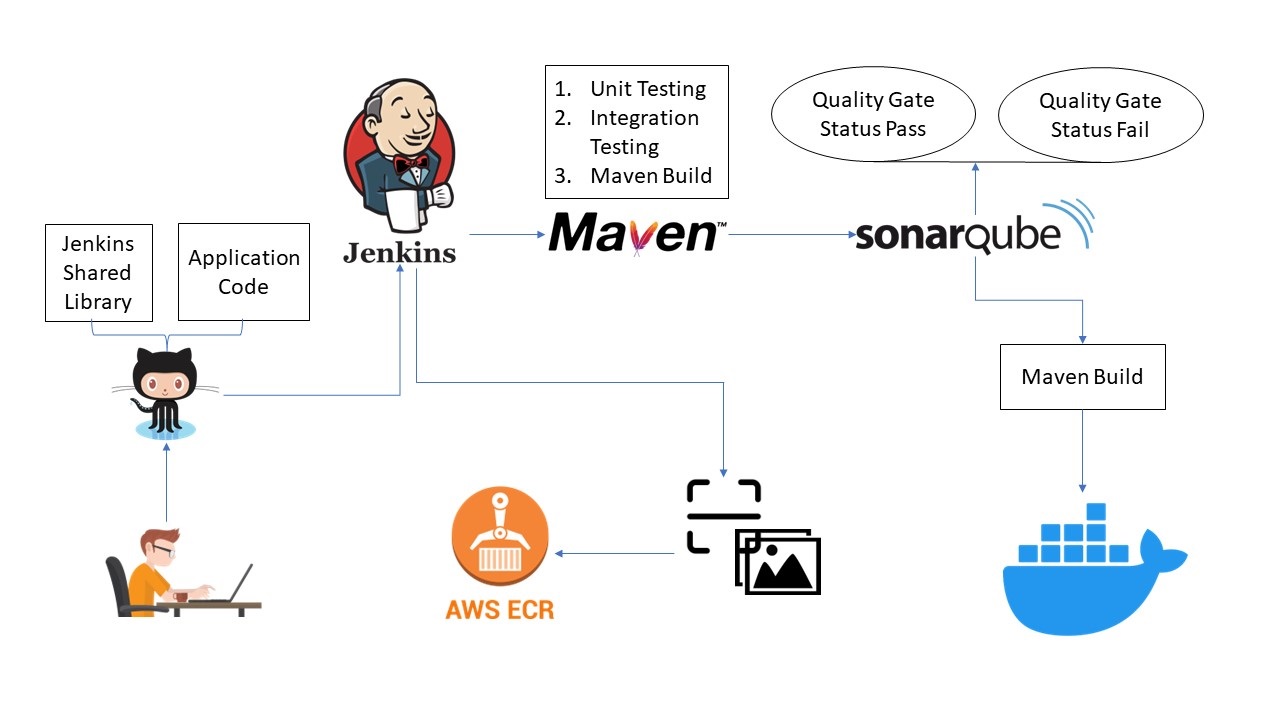 1. Unit Testing
2. Integration
Testing
3. Maven Build
Quality Gate
Status Pass
Quality Gate
Status Fail
Jenkins
Maven™
sonarqube
Jenkins
Shared
Library
Application
Code
Maven Build
AWS ECR